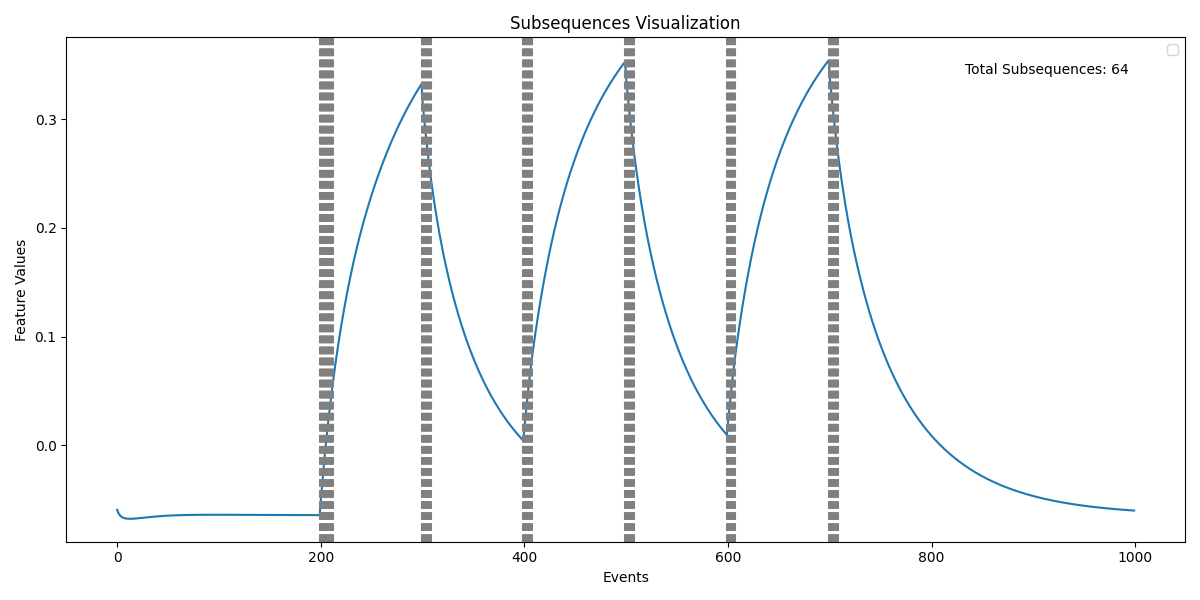 Subsequences Visualization
Total Subsequences: 64
Feature Values
0.3
0.2
0.1
0.0
0
200
400
600
800
1000
Events